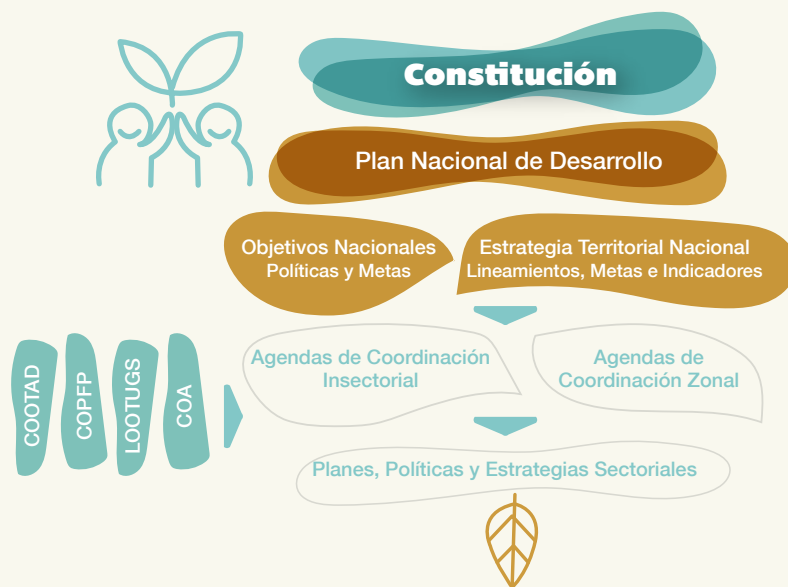 Constitución
Plan Nacional de Desarrollo
Objetivos Nacionales
Políticas y Metas
Estrategia Territorial Nacional
Lineamientos, Metas e Indicadores
COOTAD
COPFP
LOOTUGS
COA
Agendas de Coordinación
Insectorial
Agendas de
Coordinación Zonal
Planes, Políticas y Estrategias Sectoriales